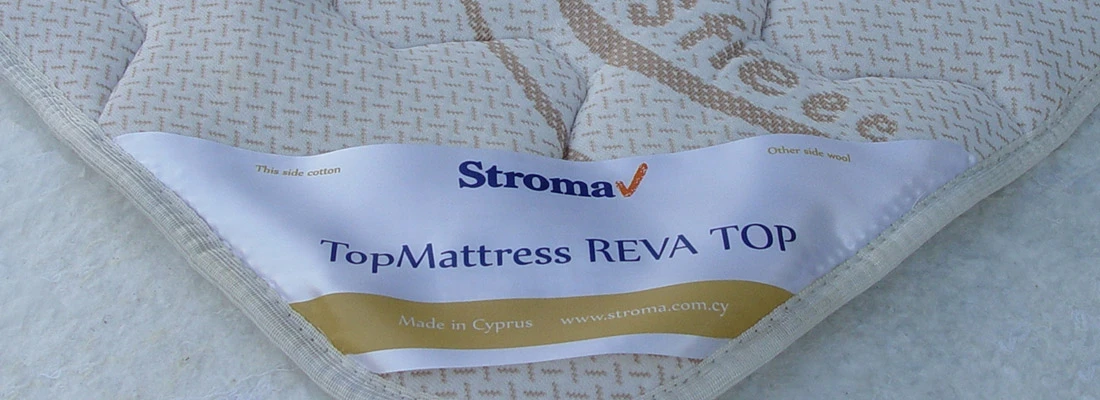 This side cotton
Other side wool
Stroma
TopMattress REVA TOP
Made in Cyprus www.stroma.com.cy